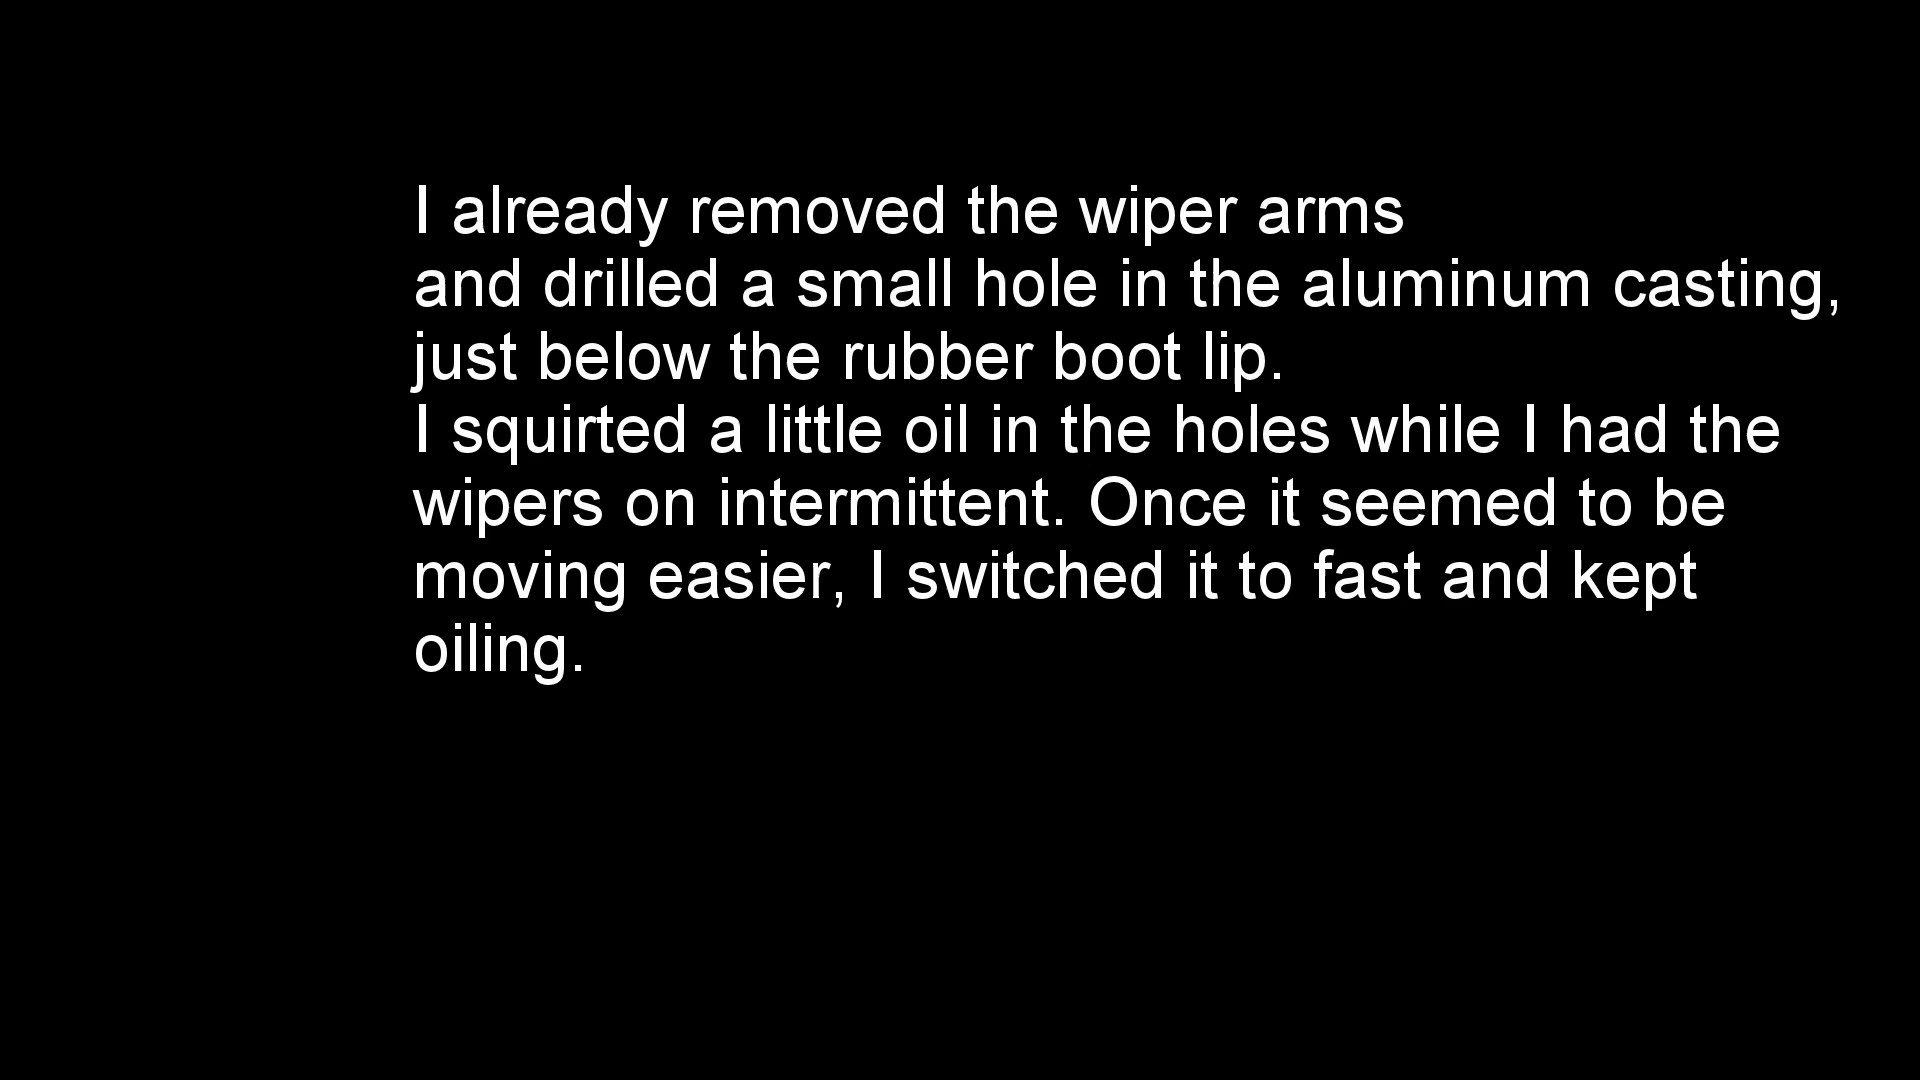 I already removed the wiper arms
and drilled a small hole in the aluminum casting,
just below the rubber boot lip.
I squirted a little oil in the holes while I had the
wipers on intermittent. Once it seemed to be
moving easier, I switched it to fast and kept
oiling.